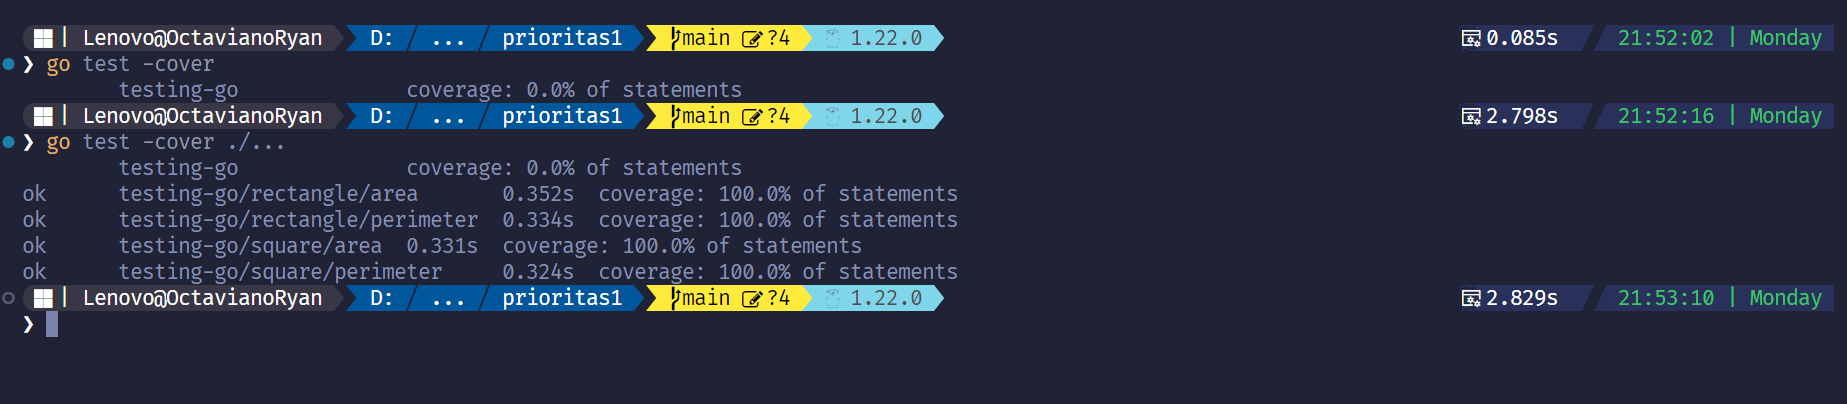 | Lenovo@OctavianoRyan D: ... prioritas1 main ?4 1.22.0 0.085s 21:52:02 | Monday
❯ go test -cover
testing-go coverage: 0.0% of statements
| Lenovo@OctavianoRyan D: ... prioritas1 main ?4 1.22.0 2.798s 21:52:16 | Monday
❯ go test -cover ./...
testing-go coverage: 0.0% of statements
ok testing-go/rectangle/area 0.352s coverage: 100.0% of statements
ok testing-go/rectangle/perimeter 0.334s coverage: 100.0% of statements
ok testing-go/square/area 0.331s coverage: 100.0% of statements
ok testing-go/square/perimeter 0.324s coverage: 100.0% of statements
| Lenovo@OctavianoRyan D: ... prioritas1 main ?4 1.22.0 2.829s 21:53:10 | Monday
❯